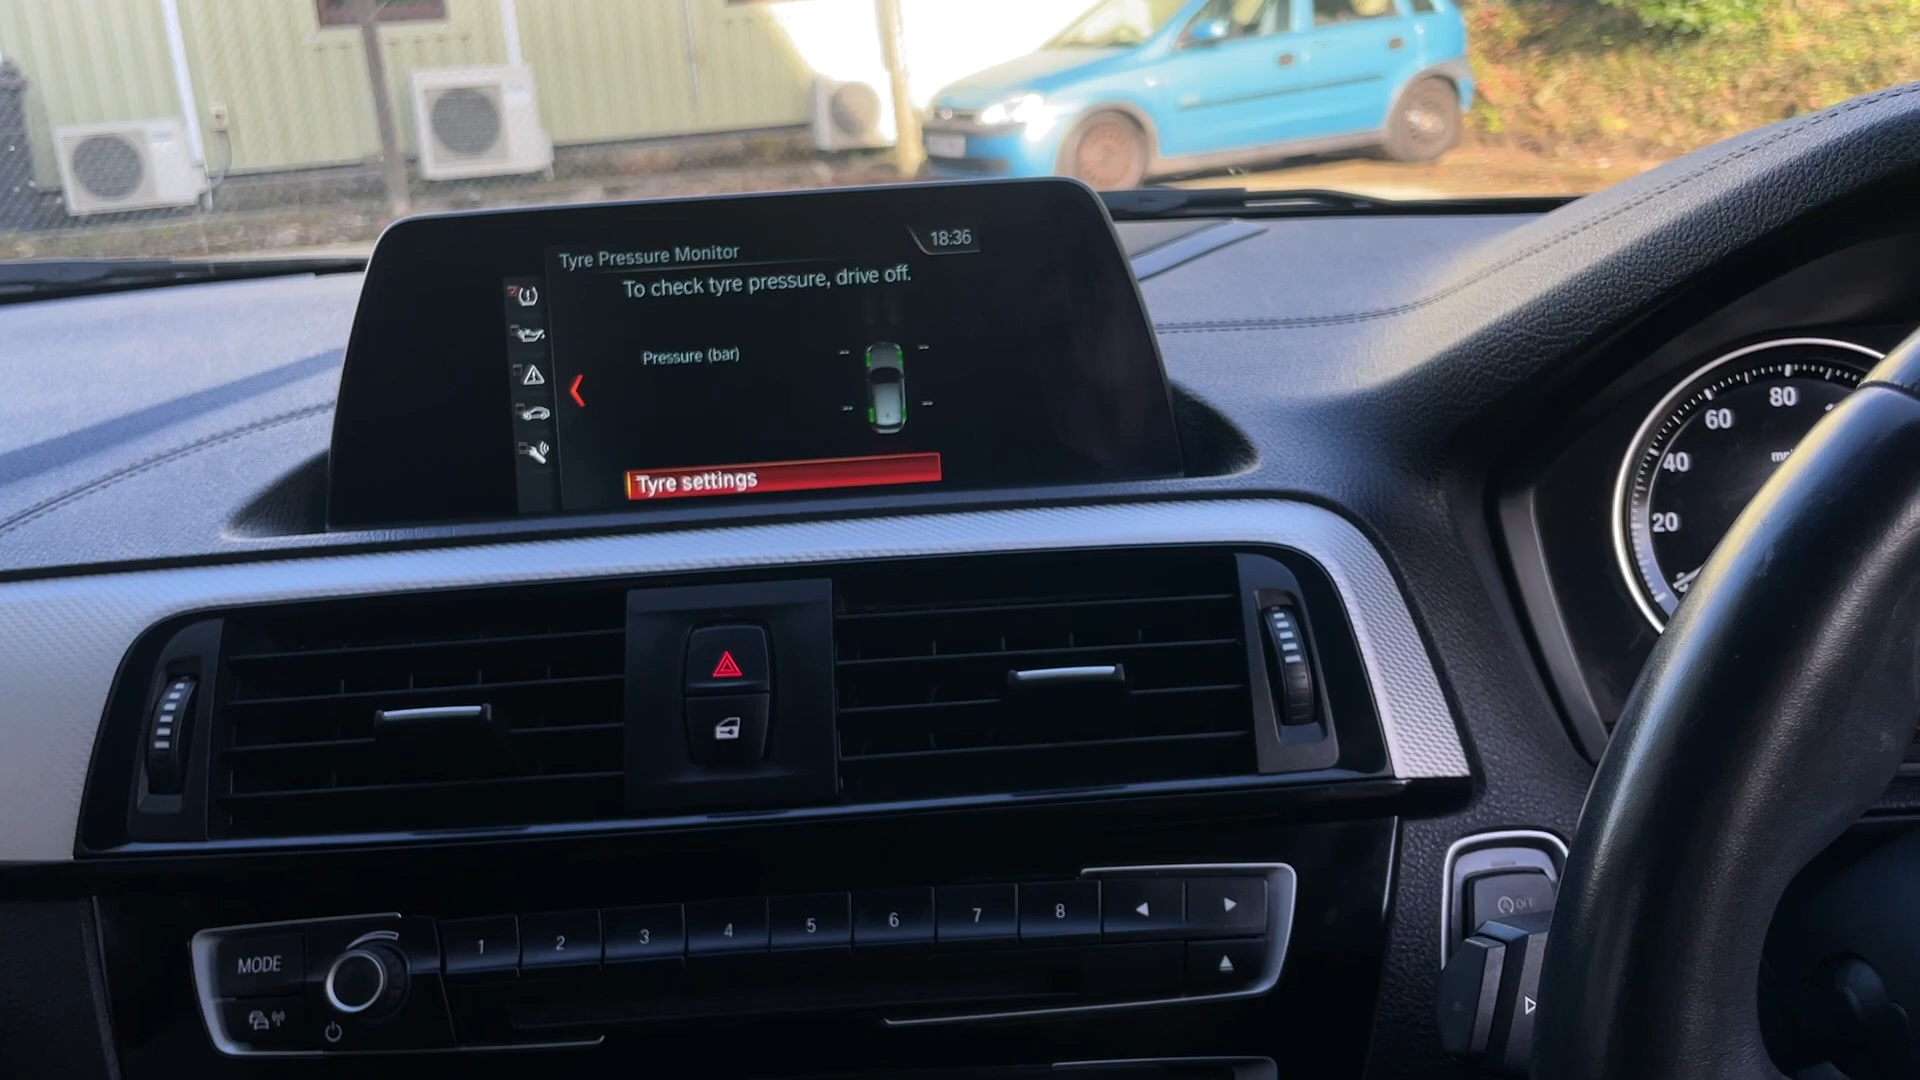 Tyre Pressure Monitor
18:36
To check tyre pressure, drive off.
Pressure (bar)
-- --
-- --
Tyre settings
80
60
40
20
MODE
1 2 3 4 5 6 7 8
OFF